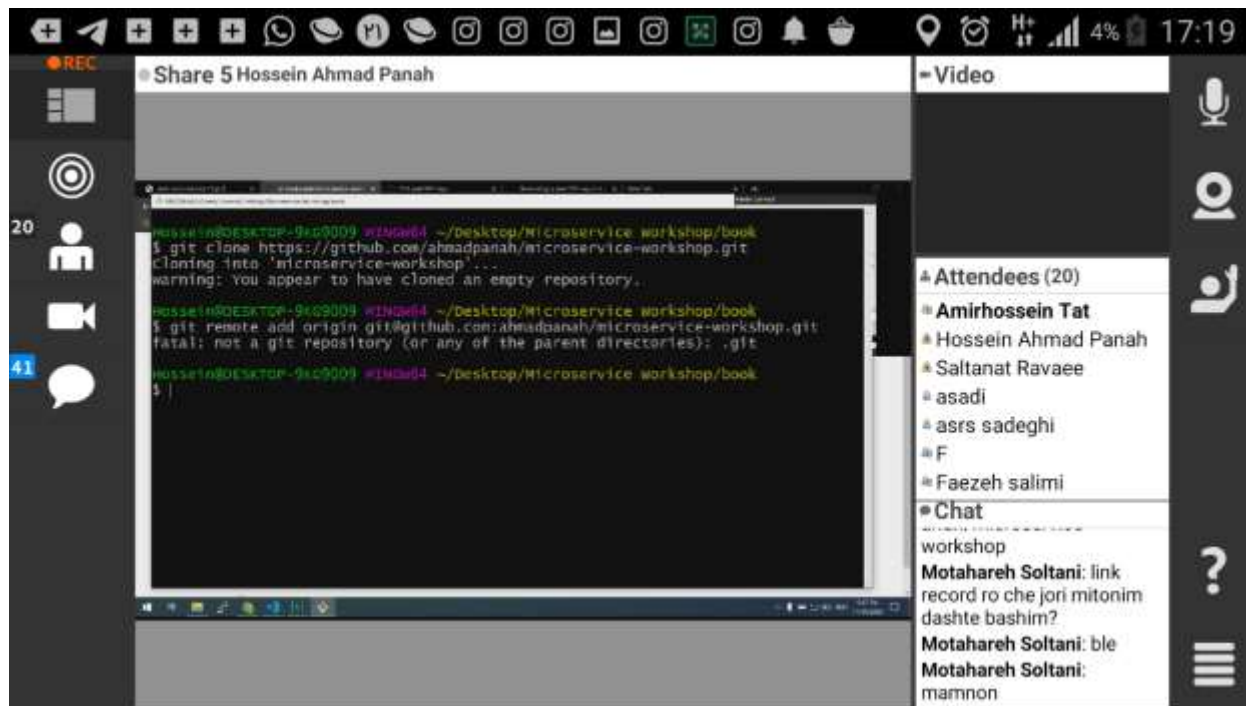 ۲۱
H+
4%
17:19
REC
Share 5 Hossein Ahmad Panah
Hossein@DESKTOP-9KG9009 MINGW64 ~/Desktop/Microservice workshop/book
$ git clone https://github.com/ahmadpanah/microservice-workshop.git
Cloning into 'microservice-workshop'...
warning: You appear to have cloned an empty repository.
Hossein@DESKTOP-9KG9009 MINGW64 ~/Desktop/Microservice workshop/book
$ git remote add origin git@github.com:ahmadpanah/microservice-workshop.git
fatal: not a git repository (or any of the parent directories): .git
Hossein@DESKTOP-9KG9009 MINGW64 ~/Desktop/Microservice workshop/book
$
20
41
Video
Attendees (20)
Amirhossein Tat
Hossein Ahmad Panah
Saltanat Ravaee
asadi
asrs sadeghi
F
Faezeh salimi
Chat
workshop
Motahareh Soltani: link
record ro che jori mitonim
dashte bashim?
Motahareh Soltani: ble
Motahareh Soltani:
mamnon
?